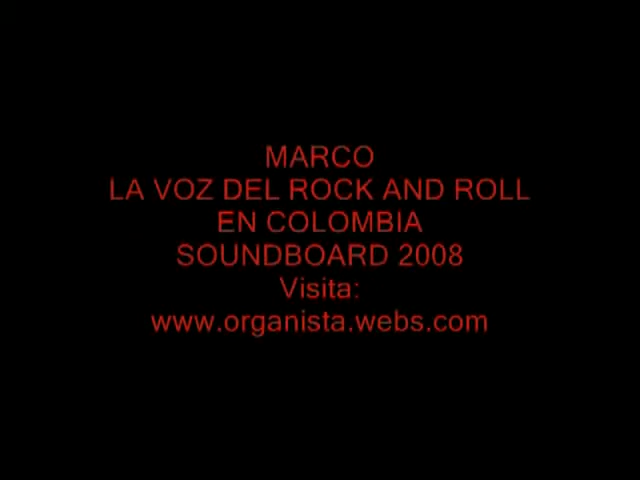 MARCO
LA VOZ DEL ROCK AND ROLL
EN COLOMBIA
SOUNDBOARD 2008
Visita:
www.organista.webs.com